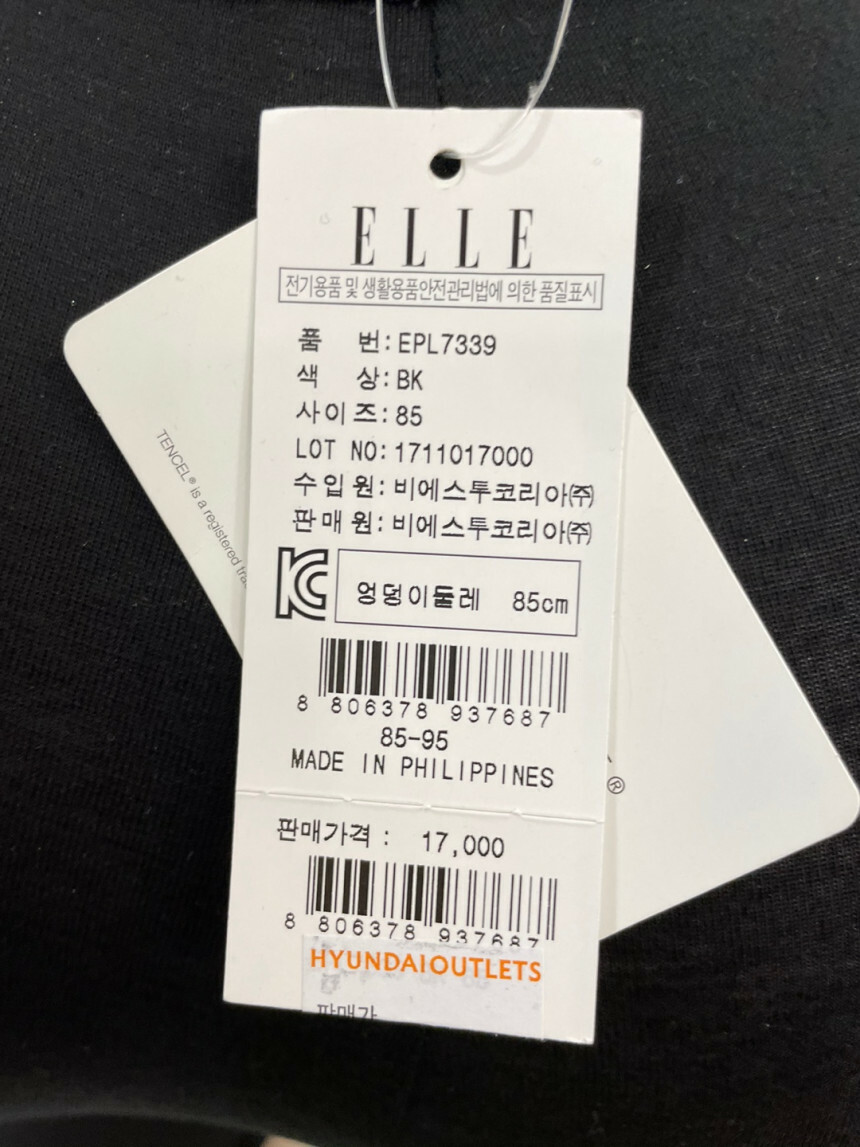 ELLE
전기용품 및 생활용품안전관리법에 의한 품질표시
품 번: EPL7339
색 상: BK
사이즈: 85
LOT NO: 1711017000
수입원: 비에스투코리아㈜
판매원: 비에스투코리아㈜
KC 엉덩이둘레 85cm
8 806378 937687
85-95
MADE IN PHILIPPINES
판매가격 : 17,000
8 806378 937687
HYUNDAI OUTLETS
판매가
TENCEL® is a registered
®